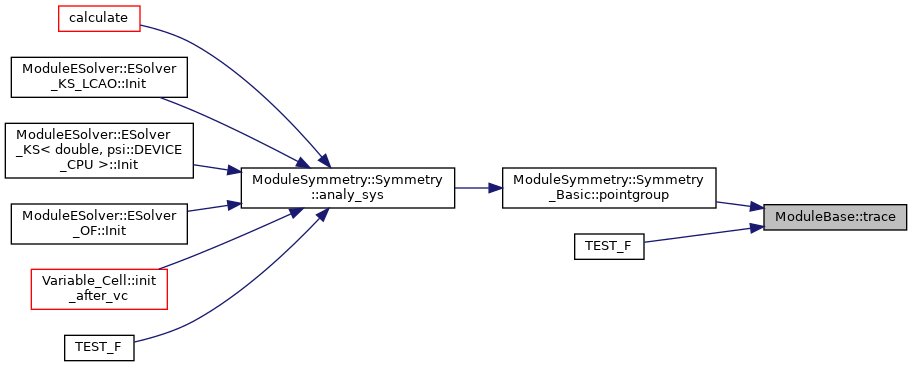 calculate
ModuleESolver::ESolver
_KS_LCAO::Init
ModuleESolver::ESolver
_KS< double, psi::DEVICE
_CPU >::Init
ModuleESolver::ESolver
_OF::Init
Variable_Cell::init
_after_vc
TEST_F
ModuleSymmetry::Symmetry
::analy_sys
ModuleSymmetry::Symmetry
_Basic::pointgroup
TEST_F
ModuleBase::trace